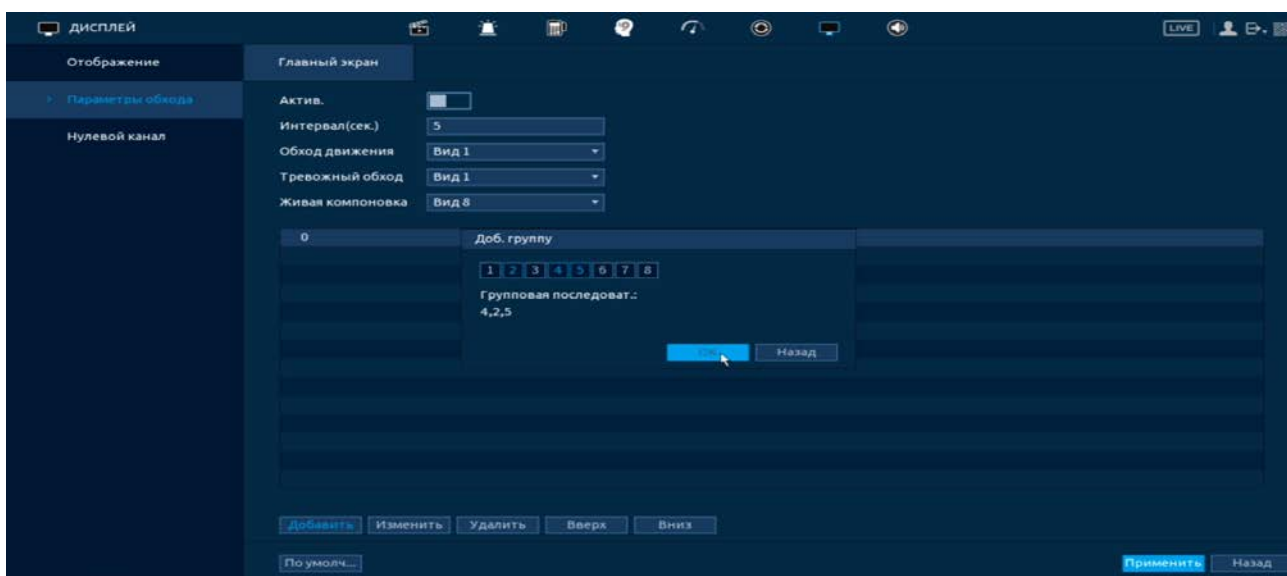 ДИСПЛЕЙ
LIVE
Отображение
Параметры обхода
Нулевой канал
Главный экран
Актив.
Интервал(сек.) 5
Обход движения Вид 1
Тревожный обход Вид 1
Живая компоновка Вид 8
0
Доб. группу
1 2 3 4 5 6 7 8
Групповая последоват.:
4,2,5
OK Назад
Добавить Изменить Удалить Вверх Вниз
По умолч... Применить Назад